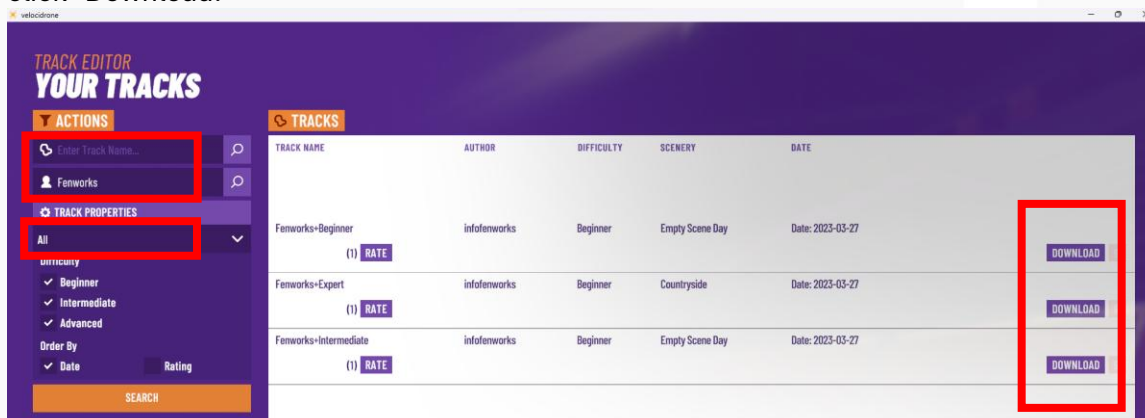 velocidrone
TRACK EDITOR
YOUR TRACKS
ACTIONS
Enter Track Name...
Fenworks
TRACK PROPERTIES
All
Difficulty
Beginner
Intermediate
Advanced
Order By
Date Rating
SEARCH
TRACKS
TRACK NAME AUTHOR DIFFICULTY SCENERY DATE
Fenworks+Beginner infofenworks Beginner Empty Scene Day Date: 2023-03-27
(1) RATE DOWNLOAD
Fenworks+Expert infofenworks Beginner Countryside Date: 2023-03-27
(1) RATE DOWNLOAD
Fenworks+Intermediate infofenworks Beginner Empty Scene Day Date: 2023-03-27
(1) RATE DOWNLOAD